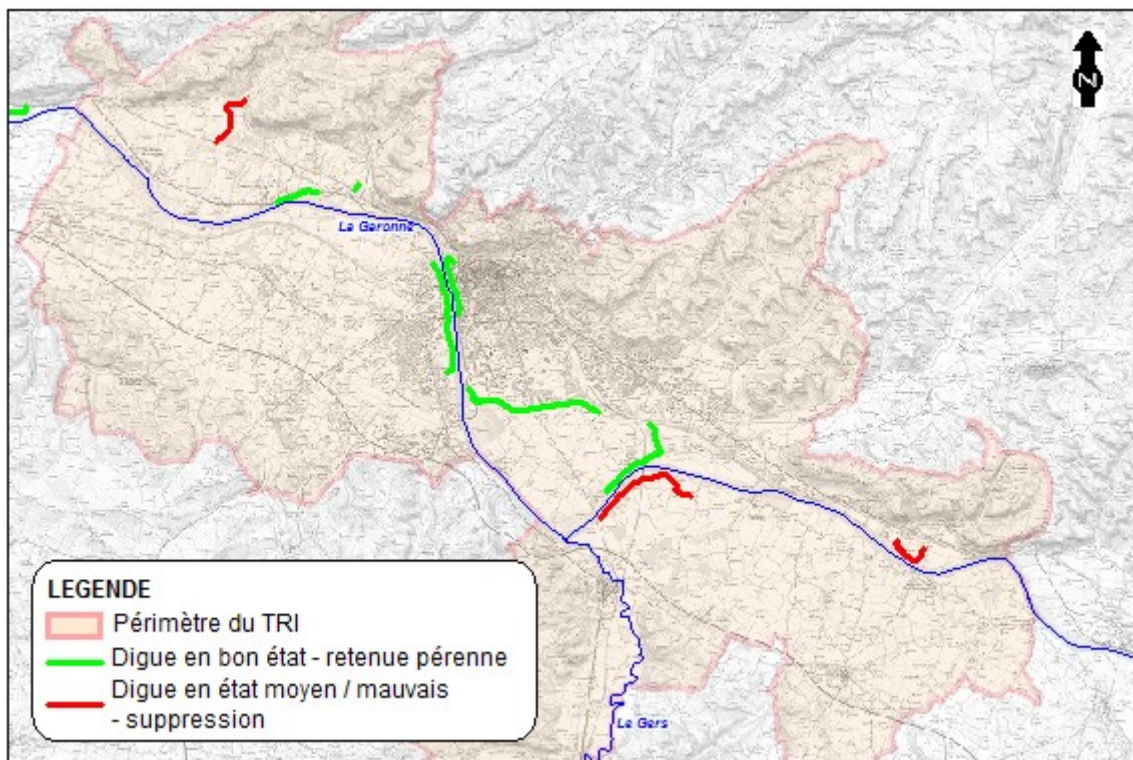 N
La Garonne
LEGENDE
Périmètre du TRI
Digue en bon état - retenue pérenne
Digue en état moyen / mauvais
- suppression
Le Gers